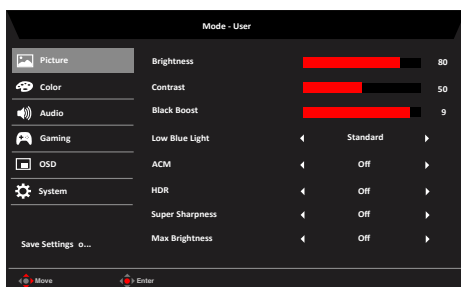 Mode - User
Picture
Brightness 80
Color
Contrast 50
Audio
Black Boost 9
Gaming
Low Blue Light Standard
OSD
ACM Off
System
HDR Off
Super Sharpness Off
Save Settings o...
Max Brightness Off
Move Enter